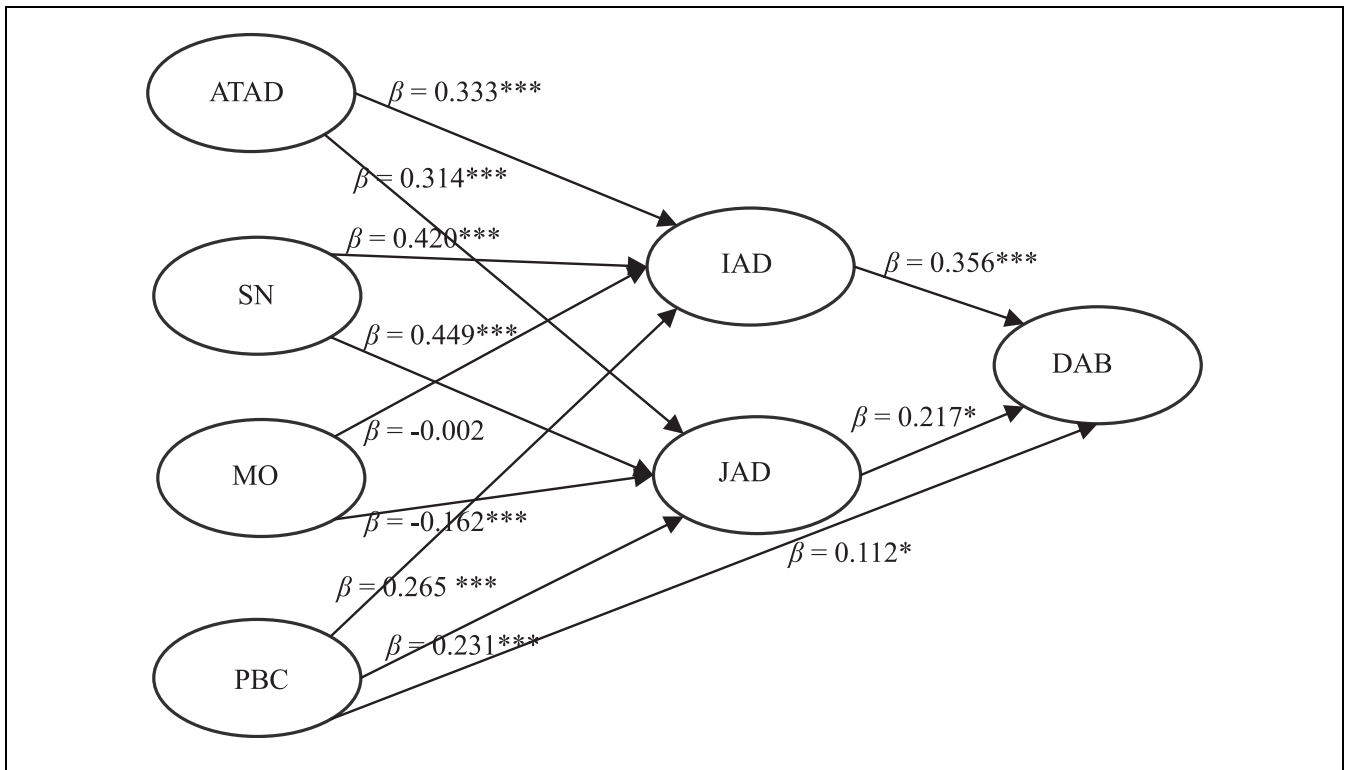 ATAD
β = 0.333***
β = 0.314***
β = 0.420***
IAD
β = 0.356***
SN
β = 0.449***
DAB
β = 0.217*
β = -0.002
MO
JAD
β = -0.162***
β = 0.112*
β = 0.265 ***
β = 0.231***
PBC